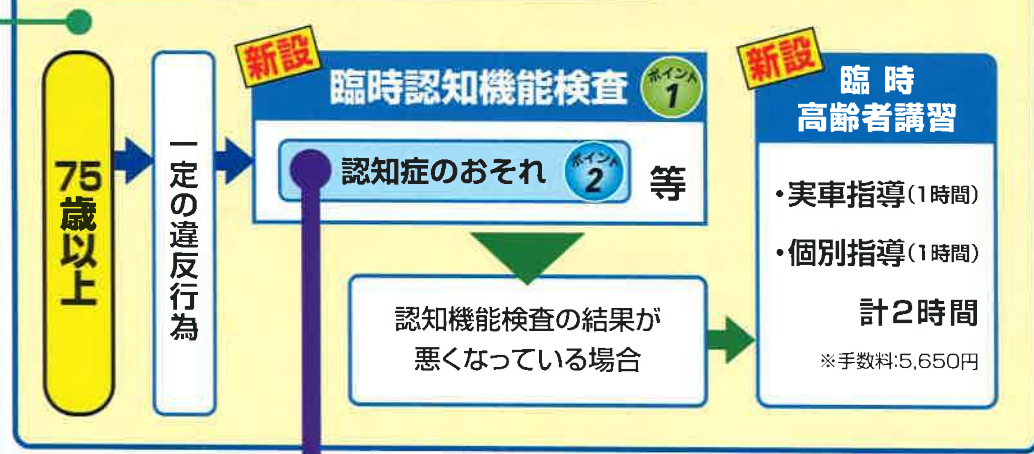 75歳以上
一定の違反行為
新設
臨時認知機能検査
ポイント
1
認知症のおそれ
ポイント
2
等
認知機能検査の結果が
悪くなっている場合
新設
臨時
高齢者講習
・実車指導(1時間)
・個別指導(1時間)
計2時間
※手数料:5,650円